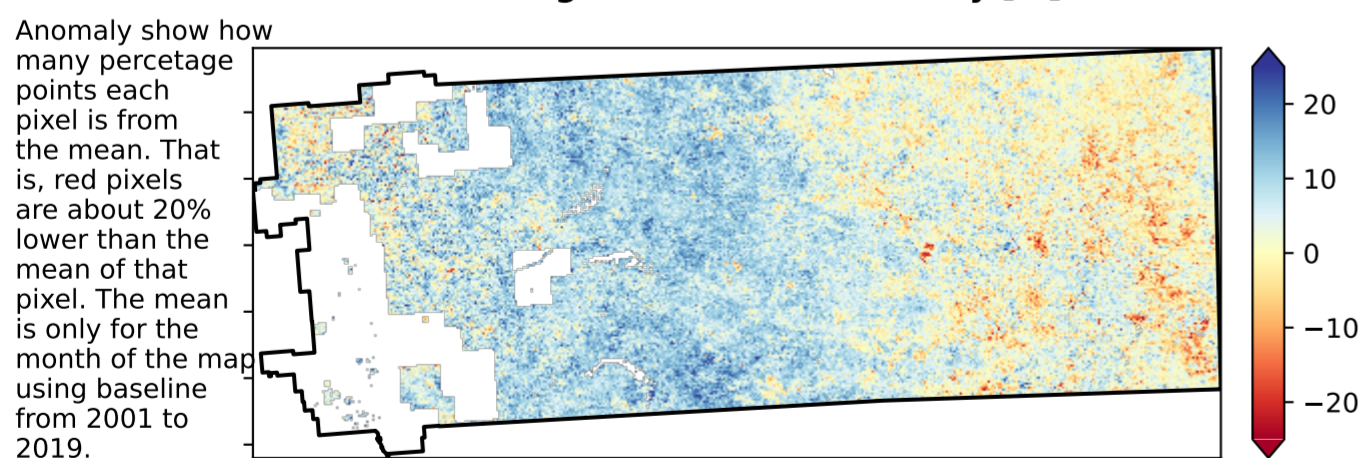 Anomaly show how
many percetage
points each
pixel is from
the mean. That
is, red pixels
are about 20%
lower than the
mean of that
pixel. The mean
is only for the
month of the map
using baseline
from 2001 to
2019.
20
10
0
−10
−20